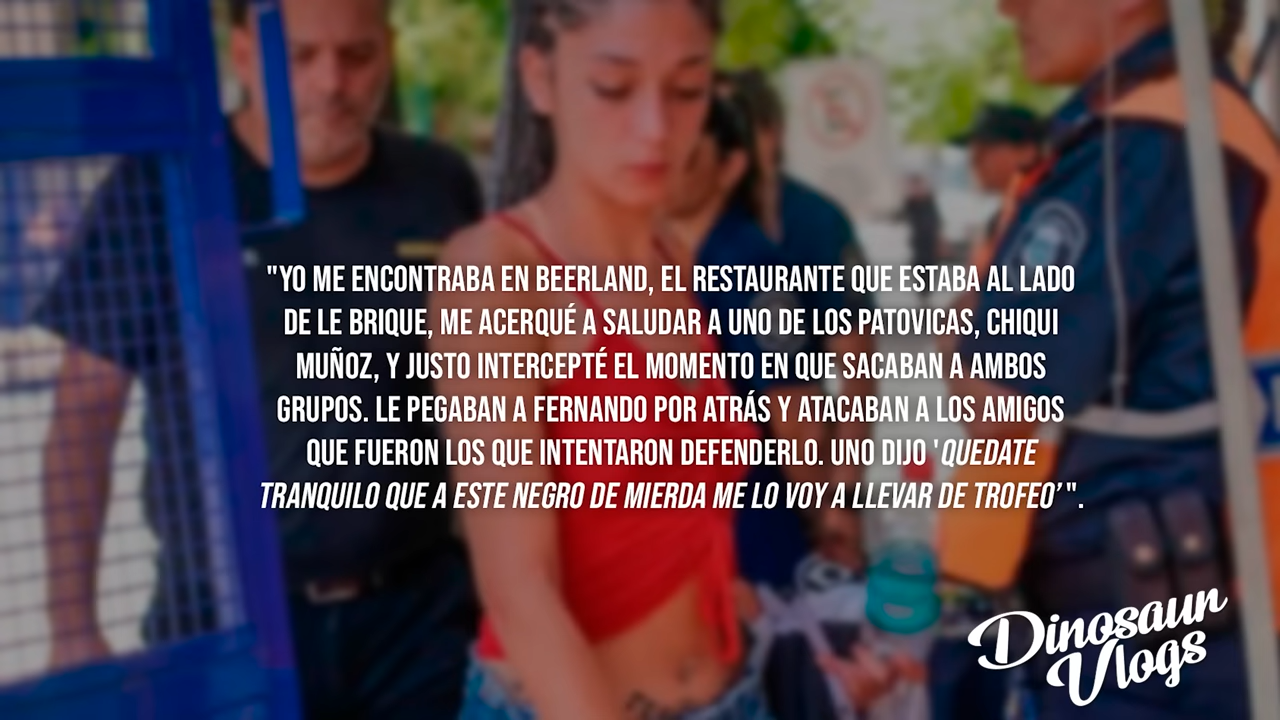 "YO ME ENCONTRABA EN BEERLAND, EL RESTAURANTE QUE ESTABA AL LADO
DE LE BRIQUE, ME ACERQUÉ A SALUDAR A UNO DE LOS PATOVICAS, CHIQUI
MUÑOZ, Y JUSTO INTERCEPTÉ EL MOMENTO EN QUE SACABAN A AMBOS
GRUPOS. LE PEGABAN A FERNANDO POR ATRÁS Y ATACABAN A LOS AMIGOS
QUE FUERON LOS QUE INTENTARON DEFENDERLO. UNO DIJO 'QUEDATE
TRANQUILO QUE A ESTE NEGRO DE MIERDA ME LO VOY A LLEVAR DE TROFEO’".
Dinosaun
Vlogs